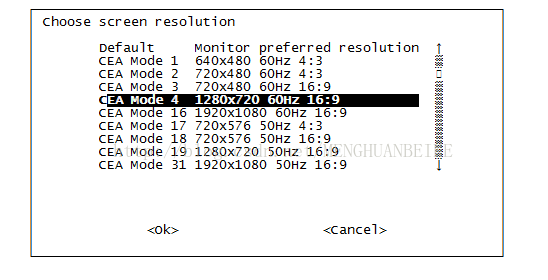 Choose screen resolution
Default Monitor preferred resolution ↑
CEA Mode 1 640x480 60Hz 4:3
CEA Mode 2 720x480 60Hz 4:3
CEA Mode 3 720x480 60Hz 16:9
CEA Mode 4 1280x720 60Hz 16:9
CEA Mode 16 1920x1080 60Hz 16:9
CEA Mode 17 720x576 50Hz 4:3
CEA Mode 18 720x576 50Hz 16:9
CEA Mode 19 1280x720 50Hz 16:9
CEA Mode 31 1920x1080 50Hz 16:9 ↓
<Ok> <Cancel>